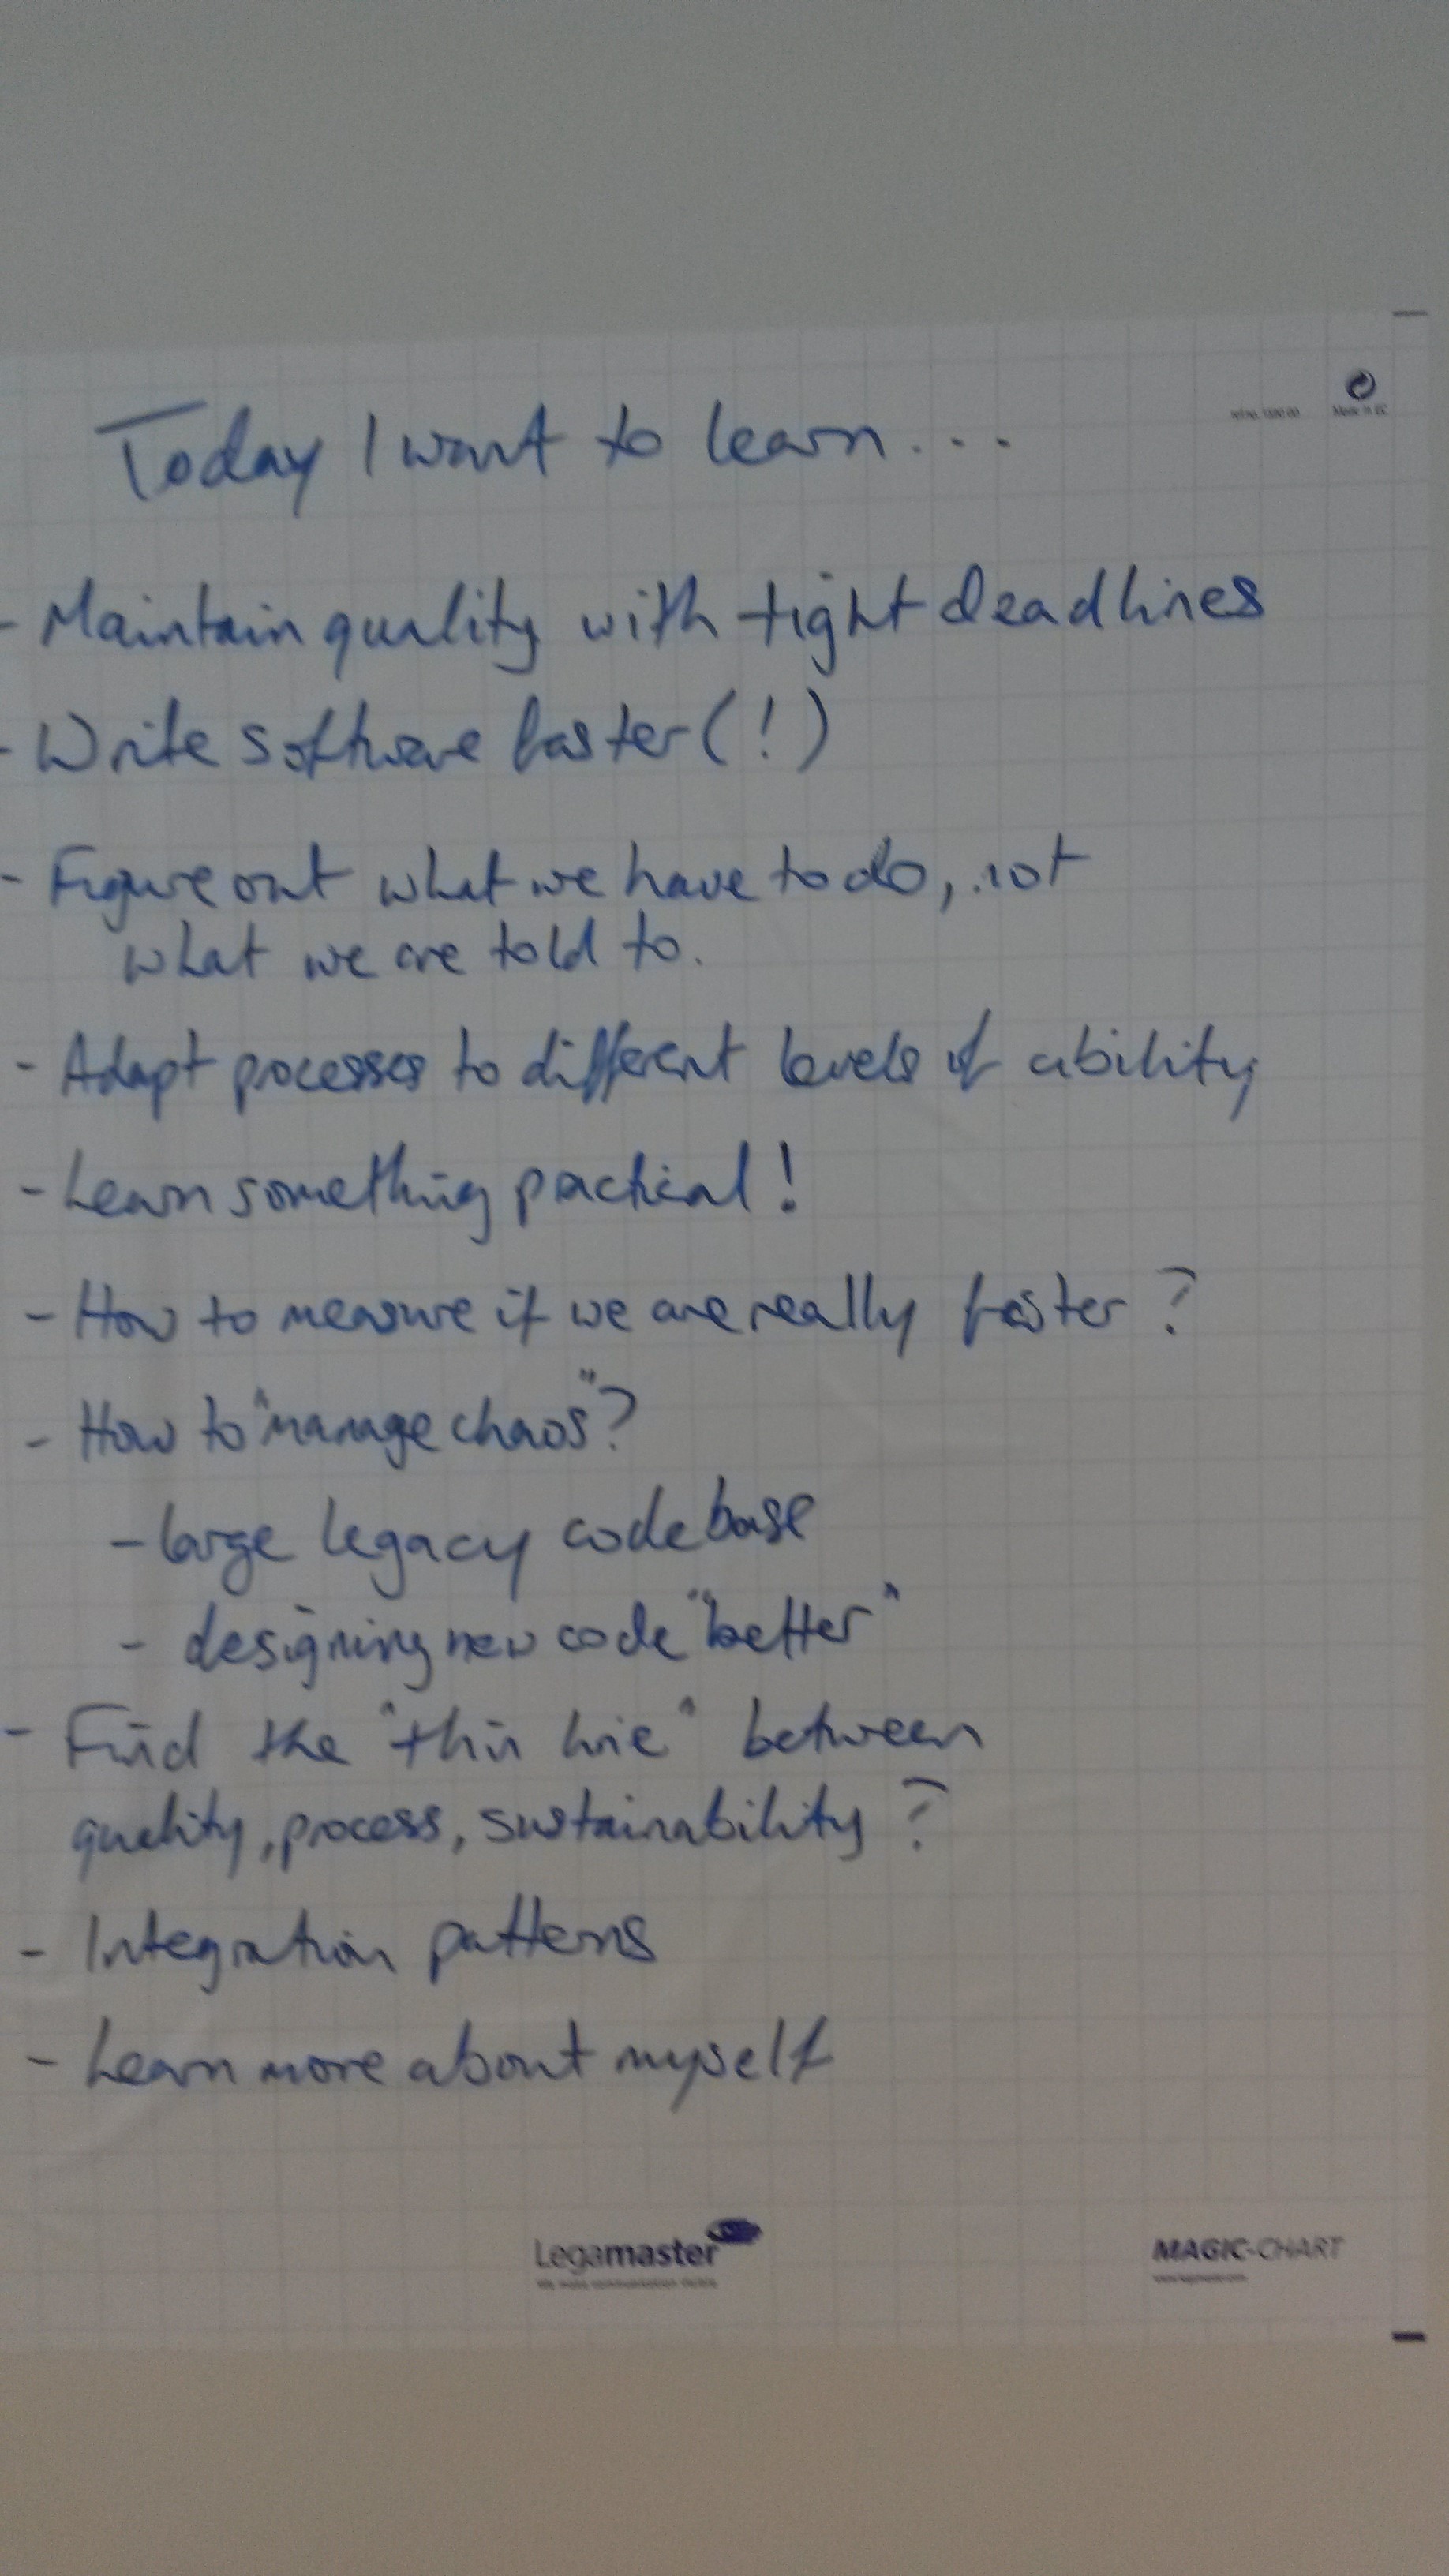 Today I want to learn....
Made in EC
- Maintain quality with tight deadlines
- Write software faster (!)
- Figure out what we have to do, not
what we are told to.
- Adapt processes to different levels of ability
- Learn something practical!
- How to measure if we are really faster?
- How to "manage chaos"?
- large legacy codebase
- designing new code "better"
- Find the "thin line" between
quality, process, sustainability?
- Integration patterns
- Learn more about myself
Legamaster
MAGIC-CHART